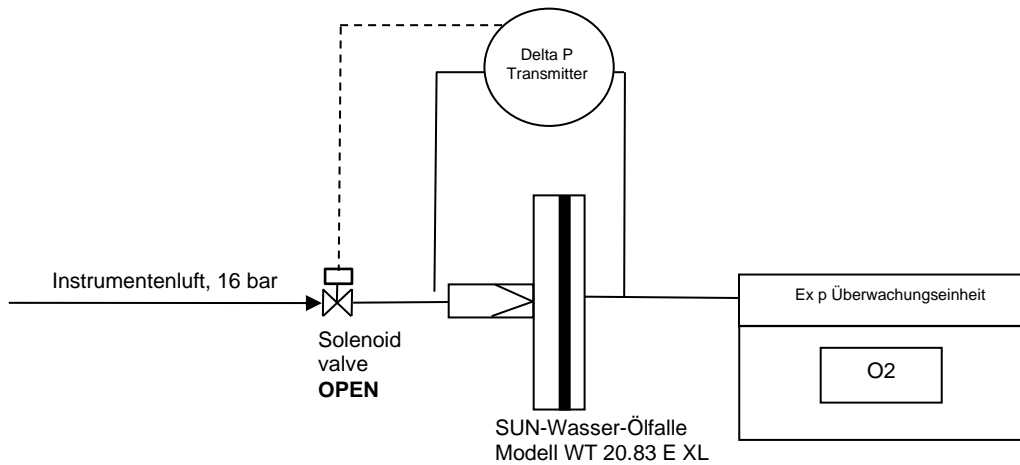 Delta P
Transmitter
Instrumentenluft, 16 bar
Solenoid
valve
OPEN
Ex p Überwachungseinheit
O2
SUN-Wasser-Ölfalle
Modell WT 20.83 E XL